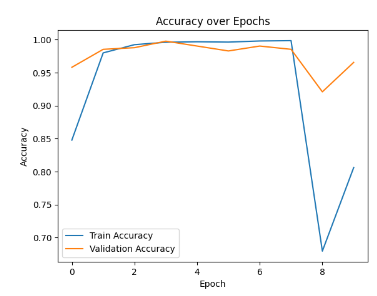 Accuracy over Epochs
1.00
0.95
0.90
0.85
0.80
0.75
0.70
Accuracy
Train Accuracy
Validation Accuracy
0 2 4 6 8
Epoch